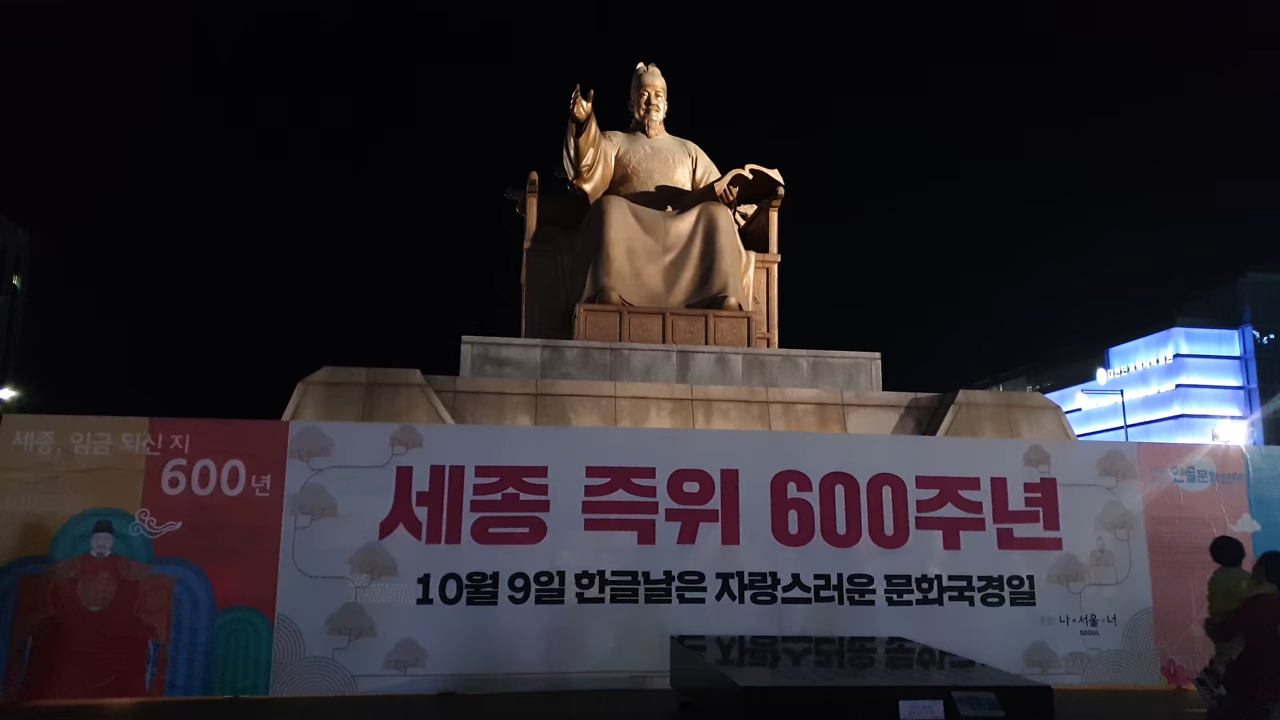 세종, 임금 되신 지
600년
세종 즉위 600주년
10월 9일 한글날은 자랑스러운 문화국경일
나·서울·너
SEOUL